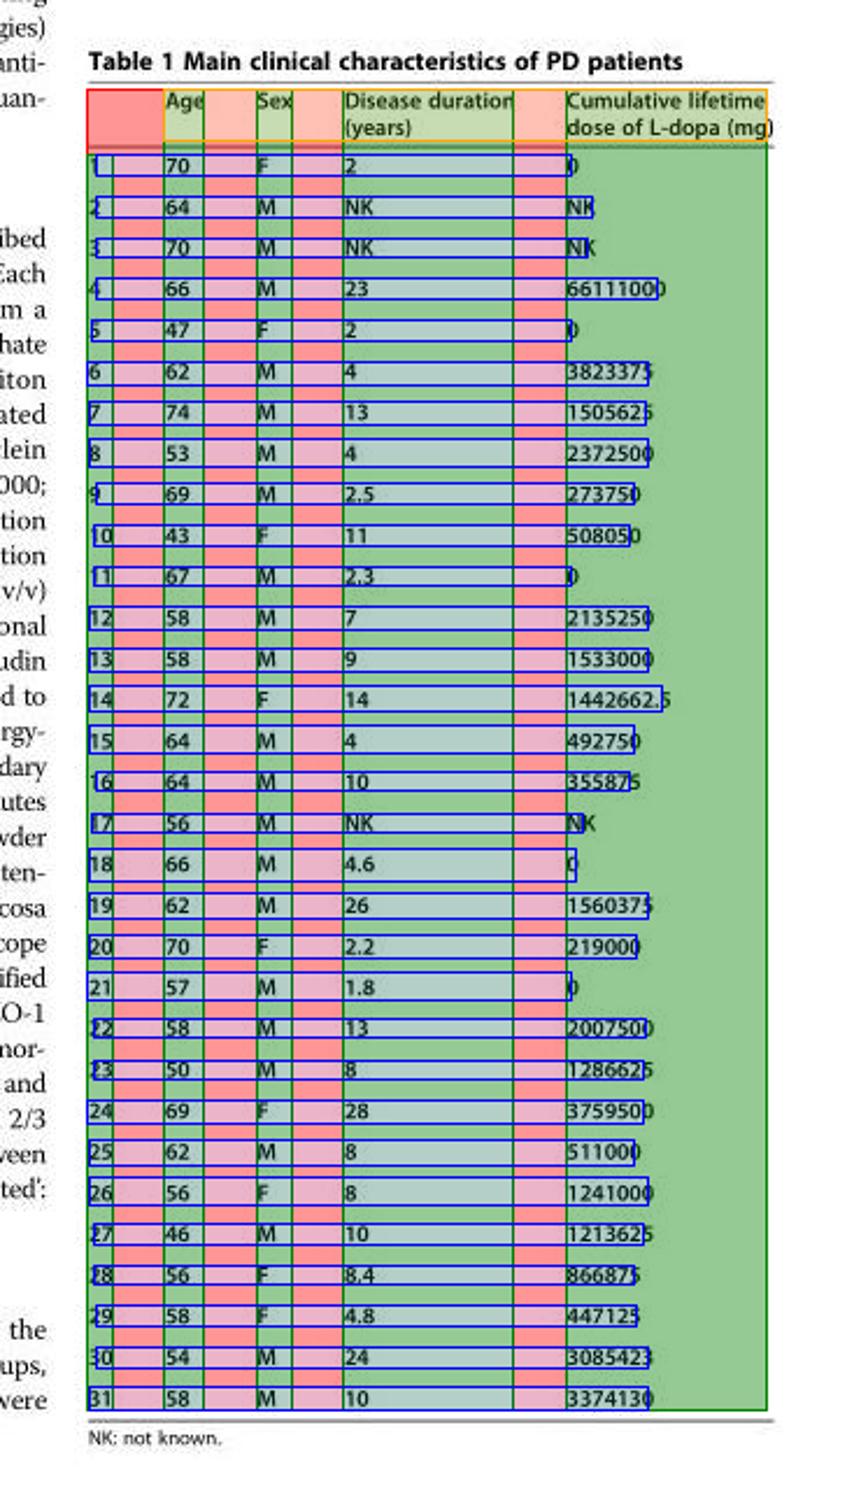 gies)
anti-
uan-
ibed
Each
m a
hate
iton
ated
lein
000;
tion
tion
v/v)
onal
udin
d to
ergy-
dary
utes
wder
ten-
cosa
cope
ified
O-1
nor-
and
2/3
veen
ted':
the
ups,
were
Table 1 Main clinical characteristics of PD patients
Age Sex Disease duration (years) Cumulative lifetime dose of L-dopa (mg)
1 70 F 2 0
2 64 M NK NK
3 70 M NK NK
4 66 M 23 66111000
5 47 F 2 0
6 62 M 4 3823375
7 74 M 13 1505625
8 53 M 4 2372500
9 69 M 2.5 273750
10 43 F 11 508050
11 67 M 2.3 0
12 58 M 7 2135250
13 58 M 9 1533000
14 72 F 14 1442662.5
15 64 M 4 492750
16 64 M 10 355875
17 56 M NK NK
18 66 M 4.6 0
19 62 M 26 1560375
20 70 F 2.2 219000
21 57 M 1.8 0
22 58 M 13 2007500
23 50 M 8 1286625
24 69 F 28 3759500
25 62 M 8 511000
26 56 F 8 1241000
27 46 M 10 1213625
28 56 F 8.4 866875
29 58 F 4.8 447125
30 54 M 24 3085423
31 58 M 10 3374130
NK: not known.